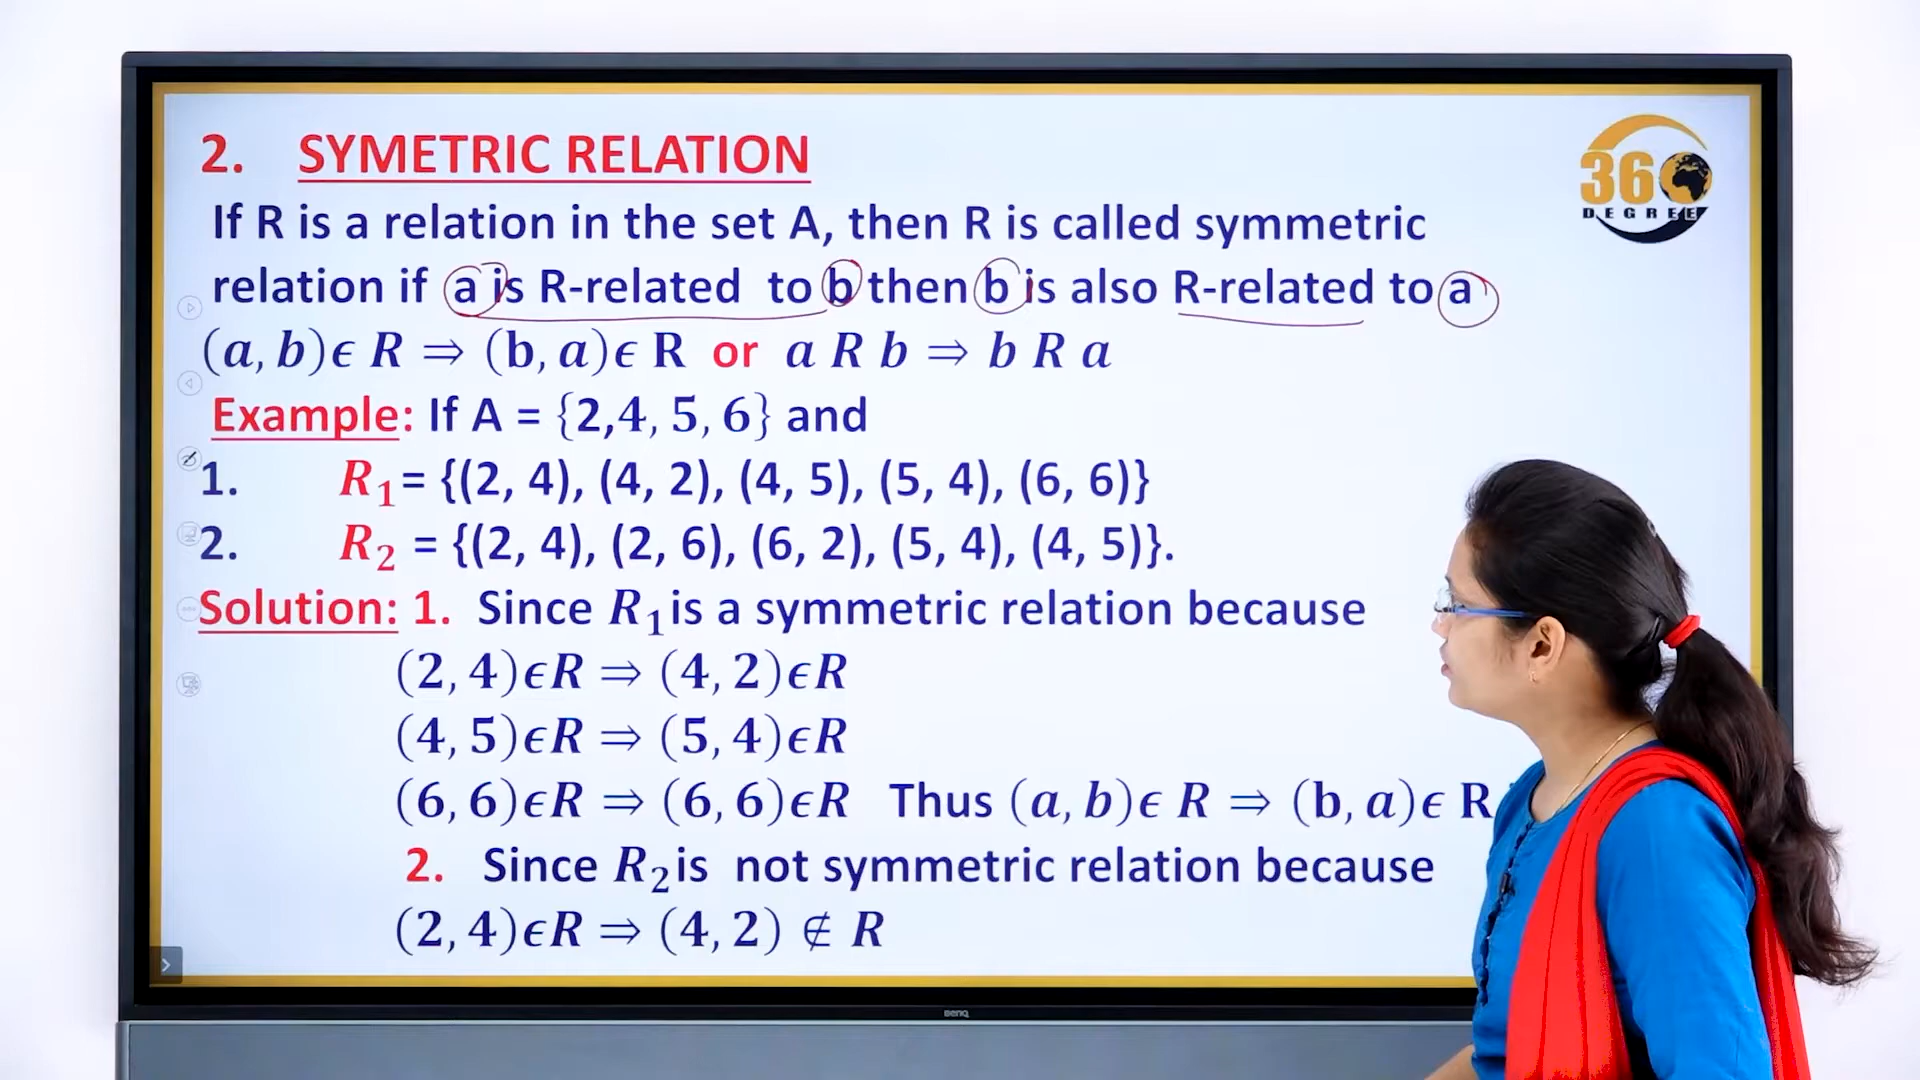 2. SYMETRIC RELATION
360
DEGREE
If R is a relation in the set A, then R is called symmetric
relation if a is R-related to b then b is also R-related to a
(a, b)ϵ R ⇒ (b, a)ϵ R or a R b ⇒ b R a
Example: If A = {2,4, 5, 6} and
1. R₁= {(2, 4), (4, 2), (4, 5), (5, 4), (6, 6)}
2. R₂ = {(2, 4), (2, 6), (6, 2), (5, 4), (4, 5)}.
Solution: 1. Since R₁is a symmetric relation because
(2, 4)ϵR ⇒ (4, 2)ϵR
(4, 5)ϵR ⇒ (5, 4)ϵR
(6, 6)ϵR ⇒ (6, 6)ϵR Thus (a, b)ϵ R ⇒ (b, a)ϵ R
2. Since R₂is not symmetric relation because
(2, 4)ϵR ⇒ (4, 2) ∉ R
BenQ